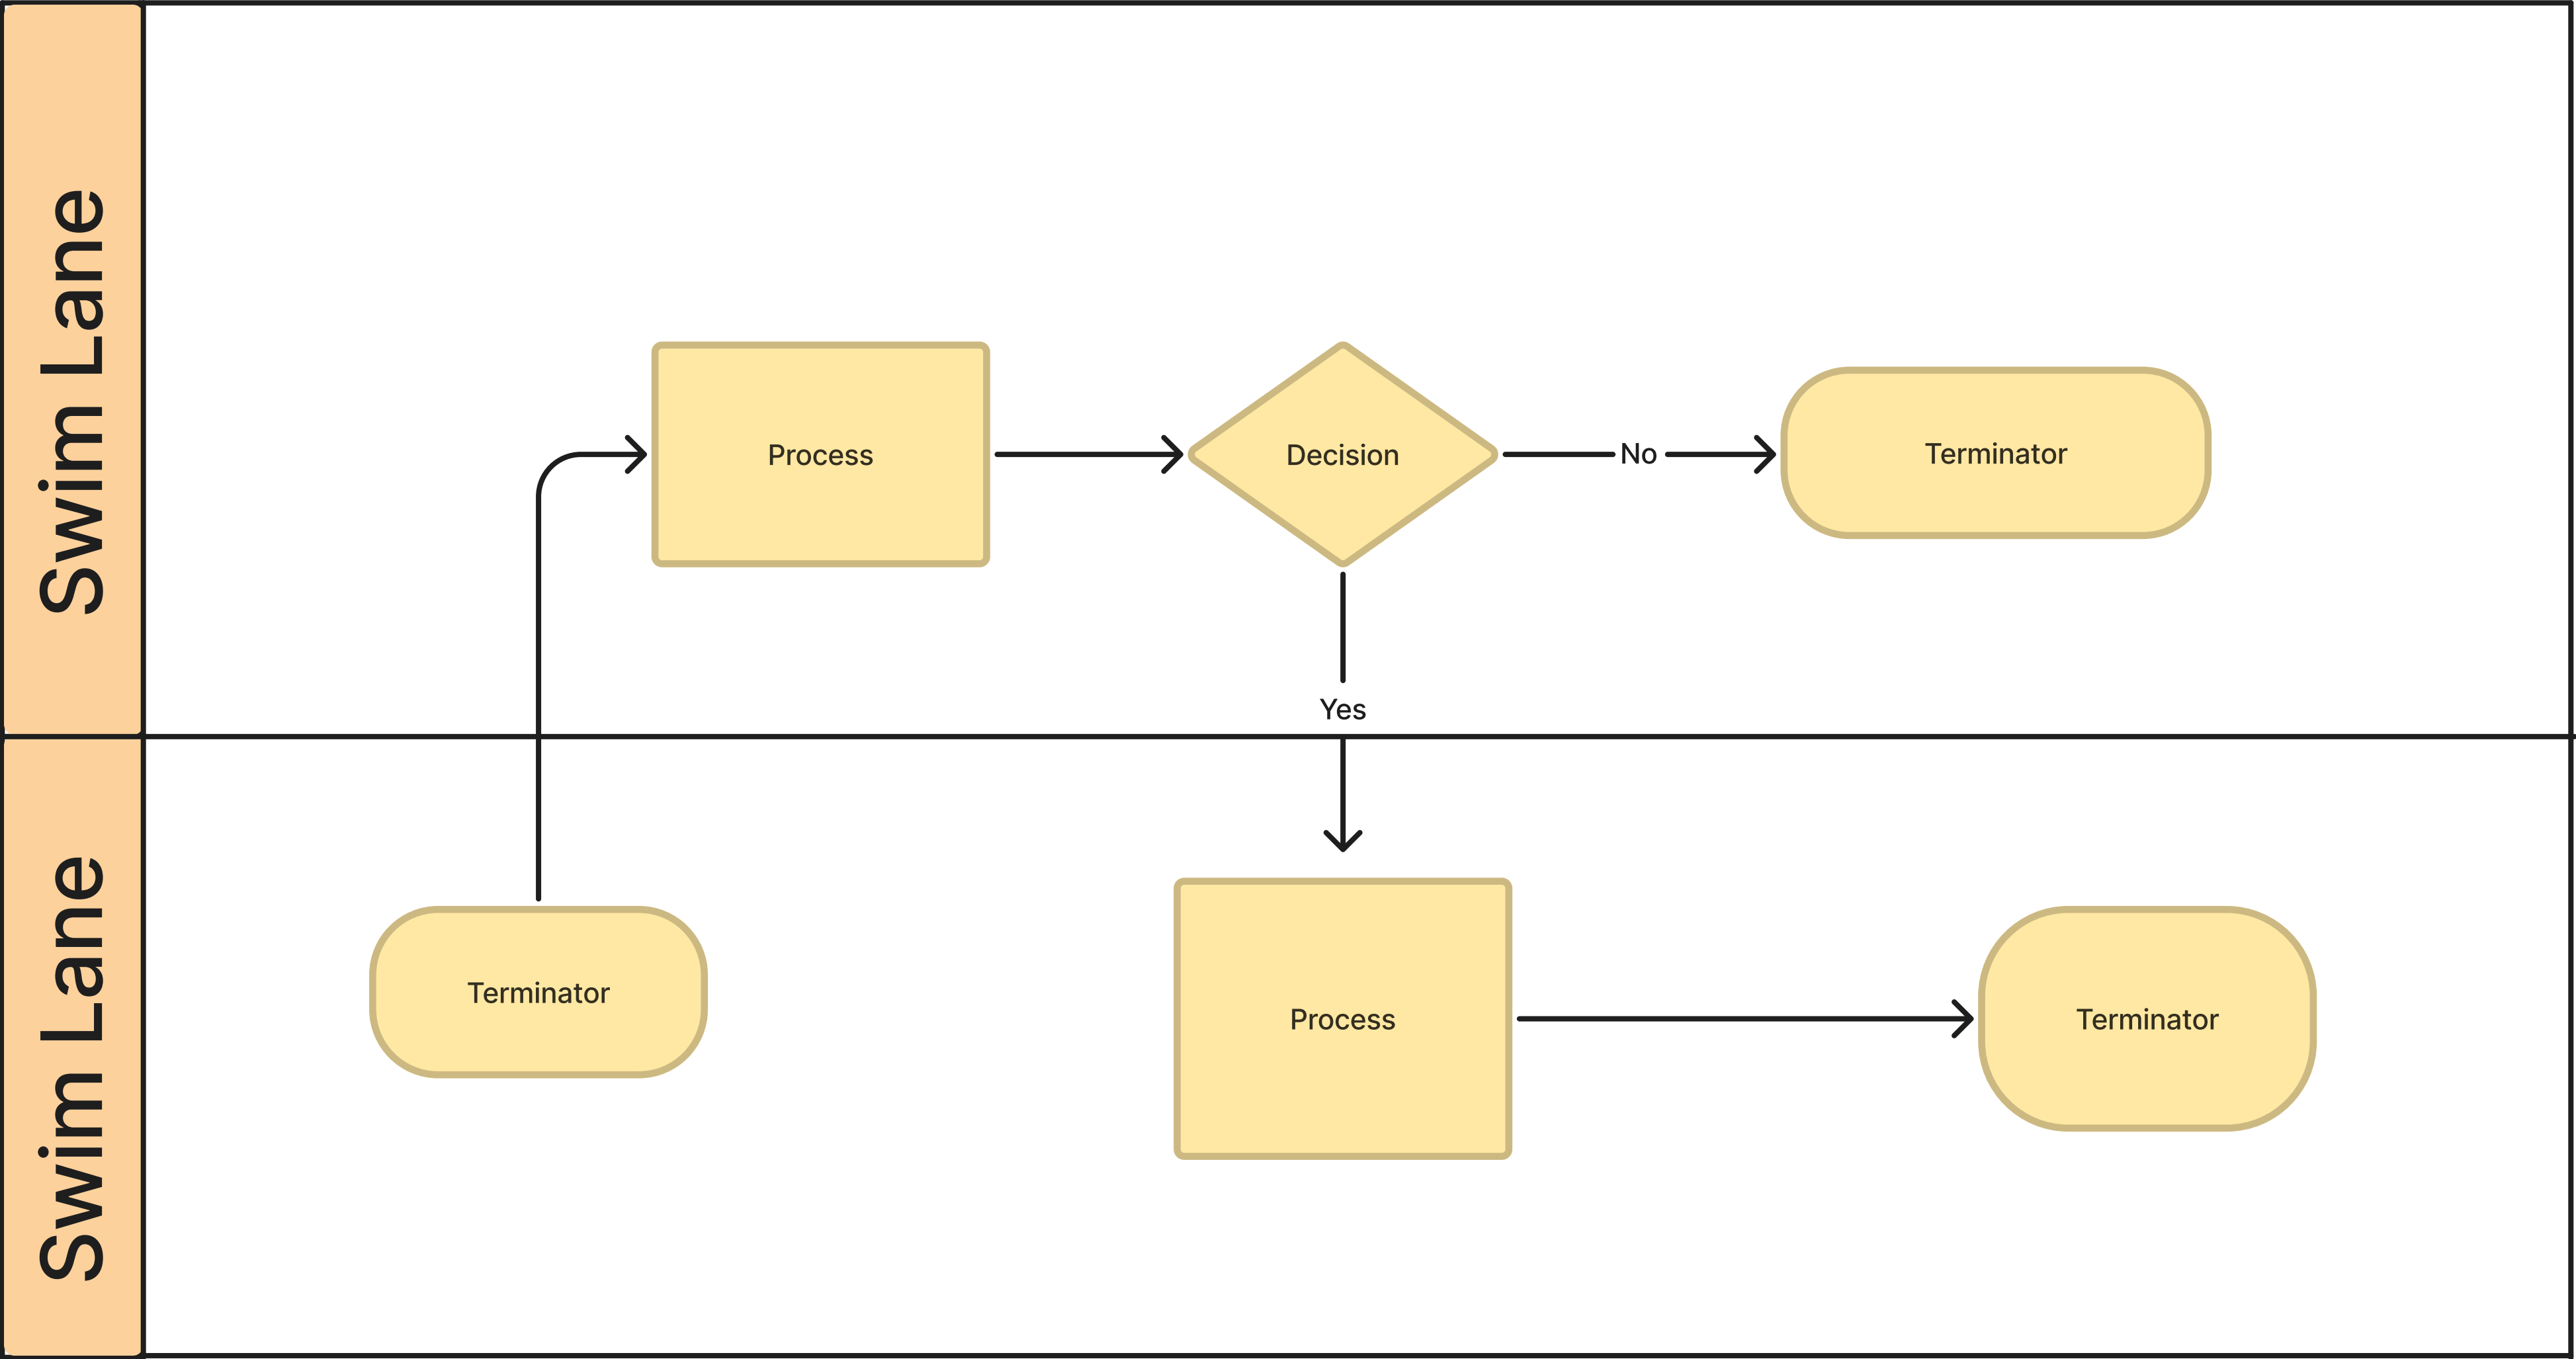 Swim Lane
Process
Decision
No
Terminator
Yes
Swim Lane
Terminator
Process
Terminator